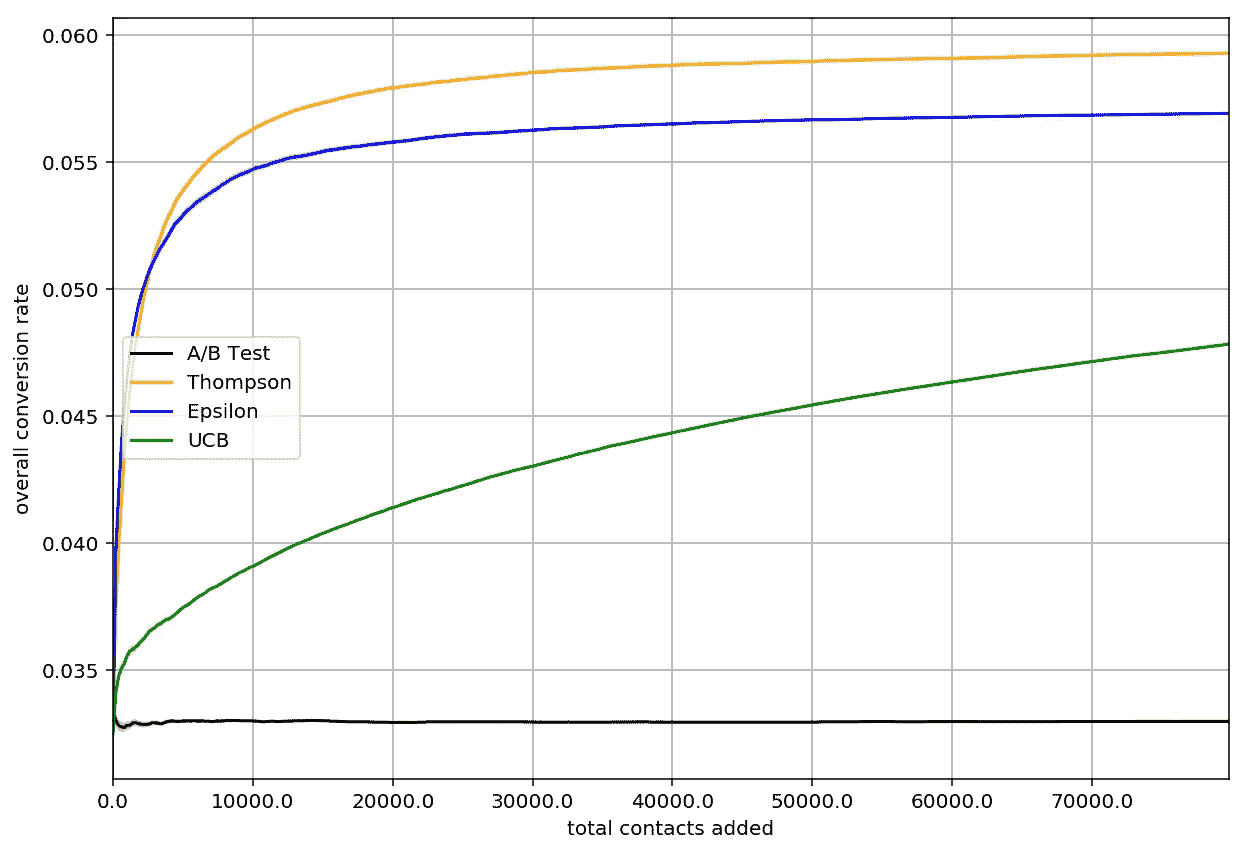 0.060
0.055
0.050
0.045
0.040
0.035
overall conversion rate
A/B Test
Thompson
Epsilon
UCB
0.0 10000.0 20000.0 30000.0 40000.0 50000.0 60000.0 70000.0
total contacts added